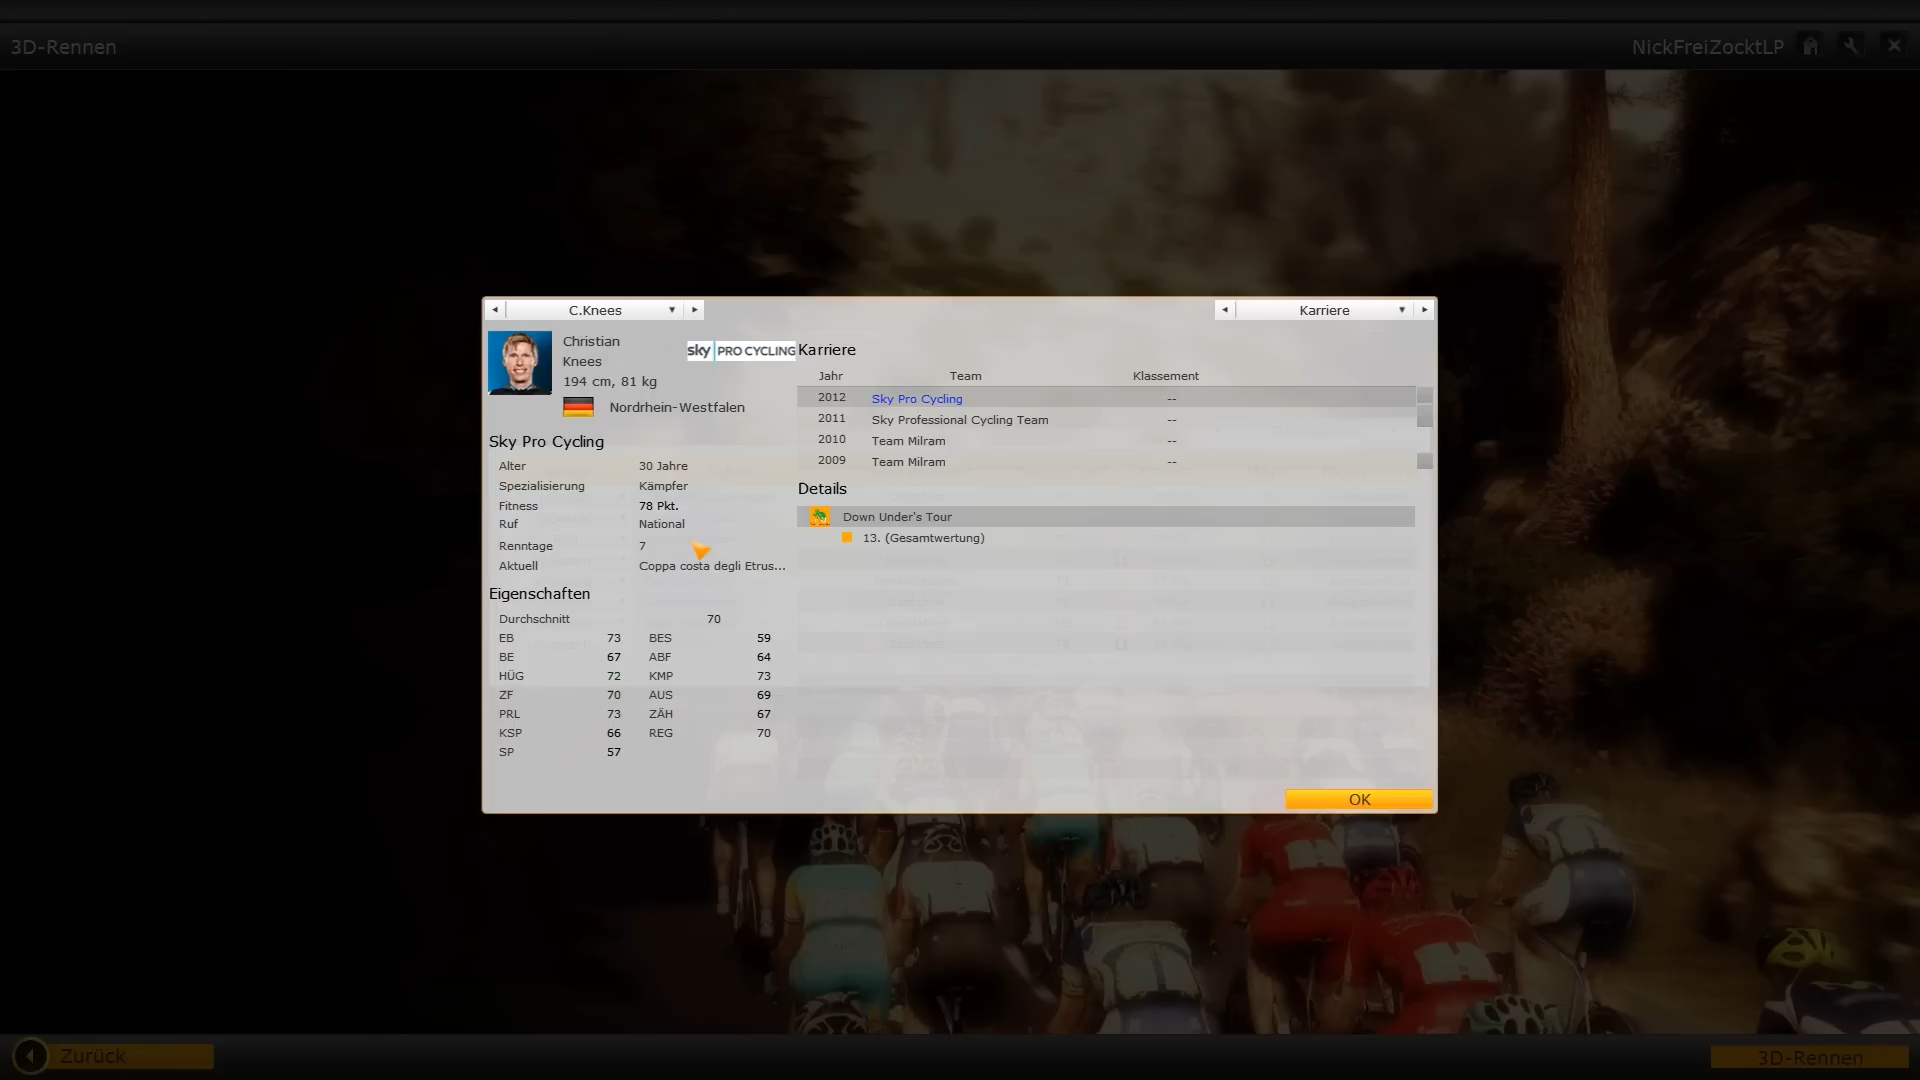 3D-Rennen
NickFreiZocktLP
C.Knees
Karriere
Christian
Knees
194 cm, 81 kg
Nordrhein-Westfalen
sky PRO CYCLING
Sky Pro Cycling
Alter 30 Jahre
Spezialisierung Kämpfer
Fitness 78 Pkt.
Ruf National
Renntage 7
Aktuell Coppa costa degli Etrus...
Eigenschaften
Durchschnitt 70
EB 73 BES 59
BE 67 ABF 64
HÜG 72 KMP 73
ZF 70 AUS 69
PRL 73 ZÄH 67
KSP 66 REG 70
SP 57
Karriere
Jahr Team Klassement
2012 Sky Pro Cycling --
2011 Sky Professional Cycling Team --
2010 Team Milram --
2009 Team Milram --
Details
Down Under's Tour
13. (Gesamtwertung)
OK
Zurück
3D-Rennen